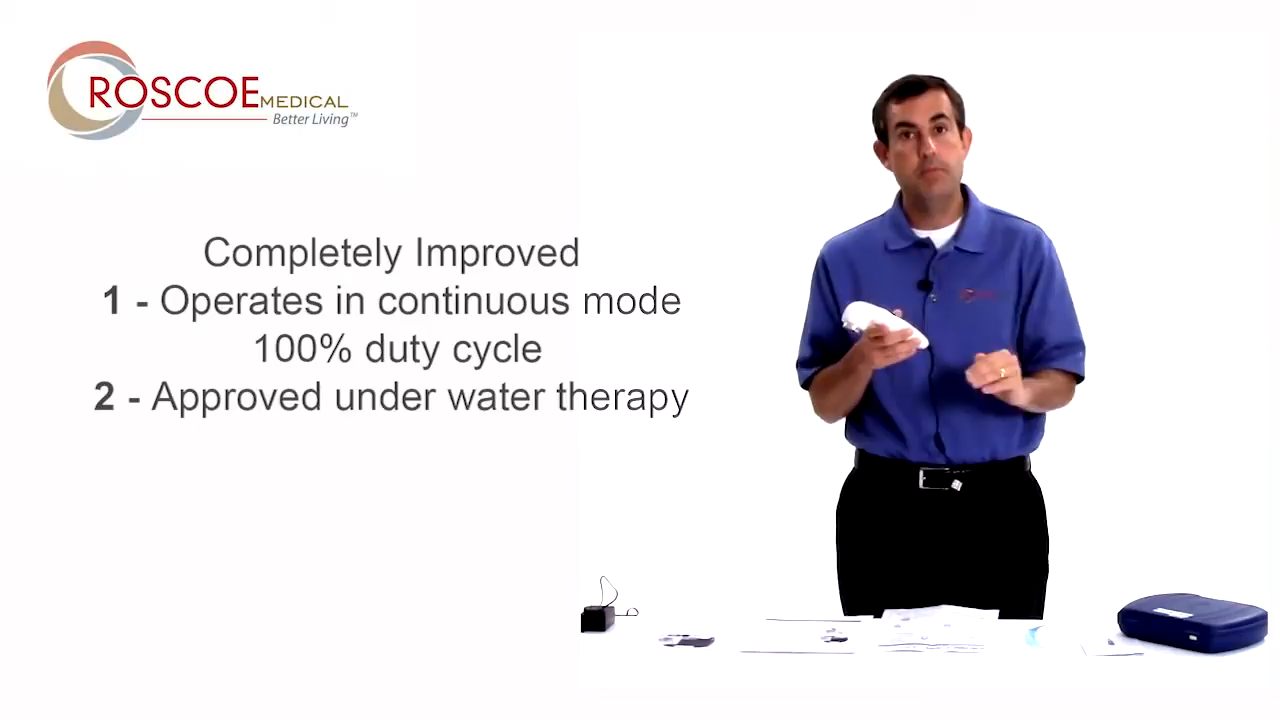 ROSCOE MEDICAL
Better Living™
Completely Improved
1 - Operates in continuous mode
100% duty cycle
2 - Approved under water therapy